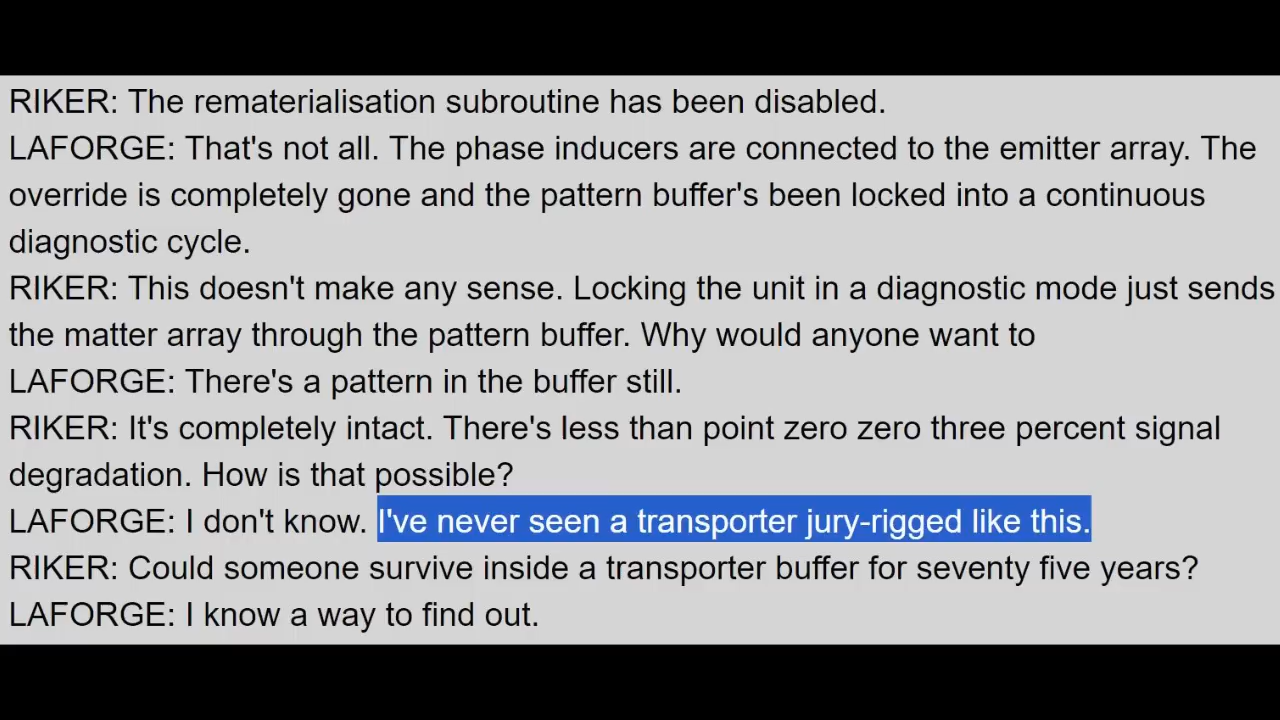 RIKER: The rematerialisation subroutine has been disabled.
LAFORGE: That's not all. The phase inducers are connected to the emitter array. The
override is completely gone and the pattern buffer's been locked into a continuous
diagnostic cycle.
RIKER: This doesn't make any sense. Locking the unit in a diagnostic mode just sends
the matter array through the pattern buffer. Why would anyone want to
LAFORGE: There's a pattern in the buffer still.
RIKER: It's completely intact. There's less than point zero zero three percent signal
degradation. How is that possible?
LAFORGE: I don't know. I've never seen a transporter jury-rigged like this.
RIKER: Could someone survive inside a transporter buffer for seventy five years?
LAFORGE: I know a way to find out.